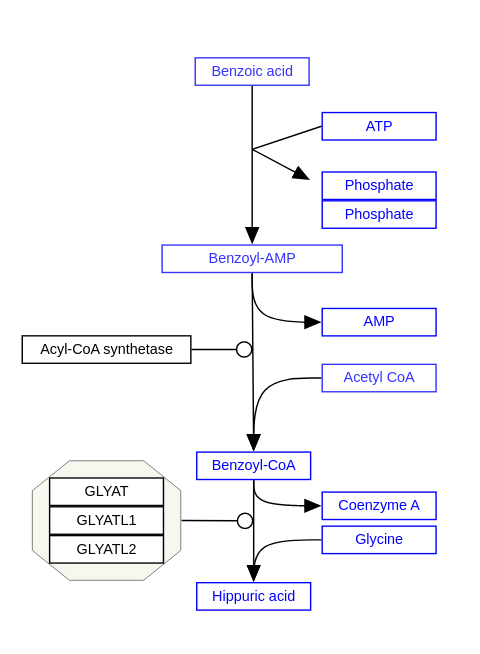 Benzoic acid
ATP
Phosphate
Phosphate
Benzoyl-AMP
AMP
Acyl-CoA synthetase
Acetyl CoA
Benzoyl-CoA
GLYAT
Coenzyme A
GLYATL1
Glycine
GLYATL2
Hippuric acid